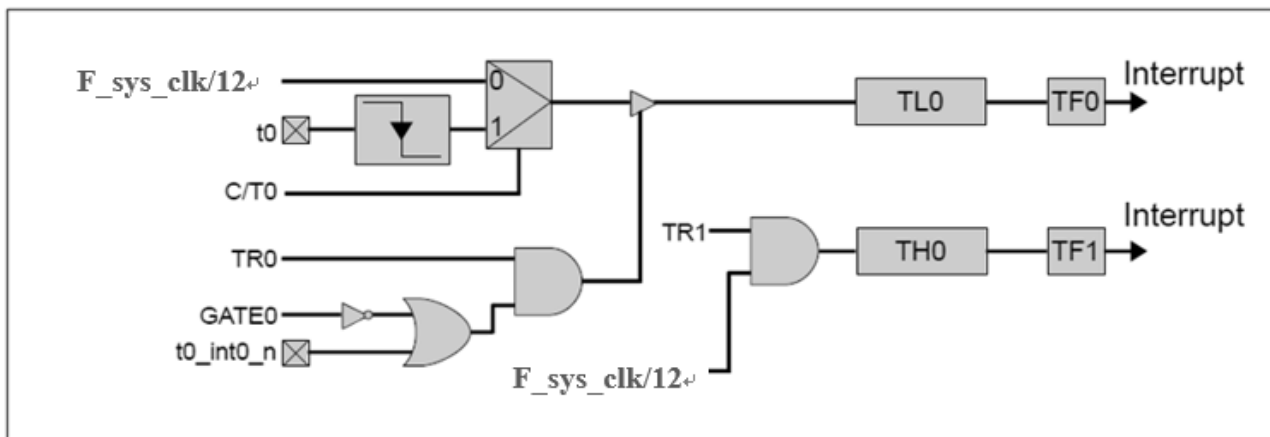 F_sys_clk/12↵
0
Interrupt
TL0
TF0
t0
1
C/T0
TR0
TR1
Interrupt
TH0
TF1
GATE0
t0_int0_n
F_sys_clk/12↵